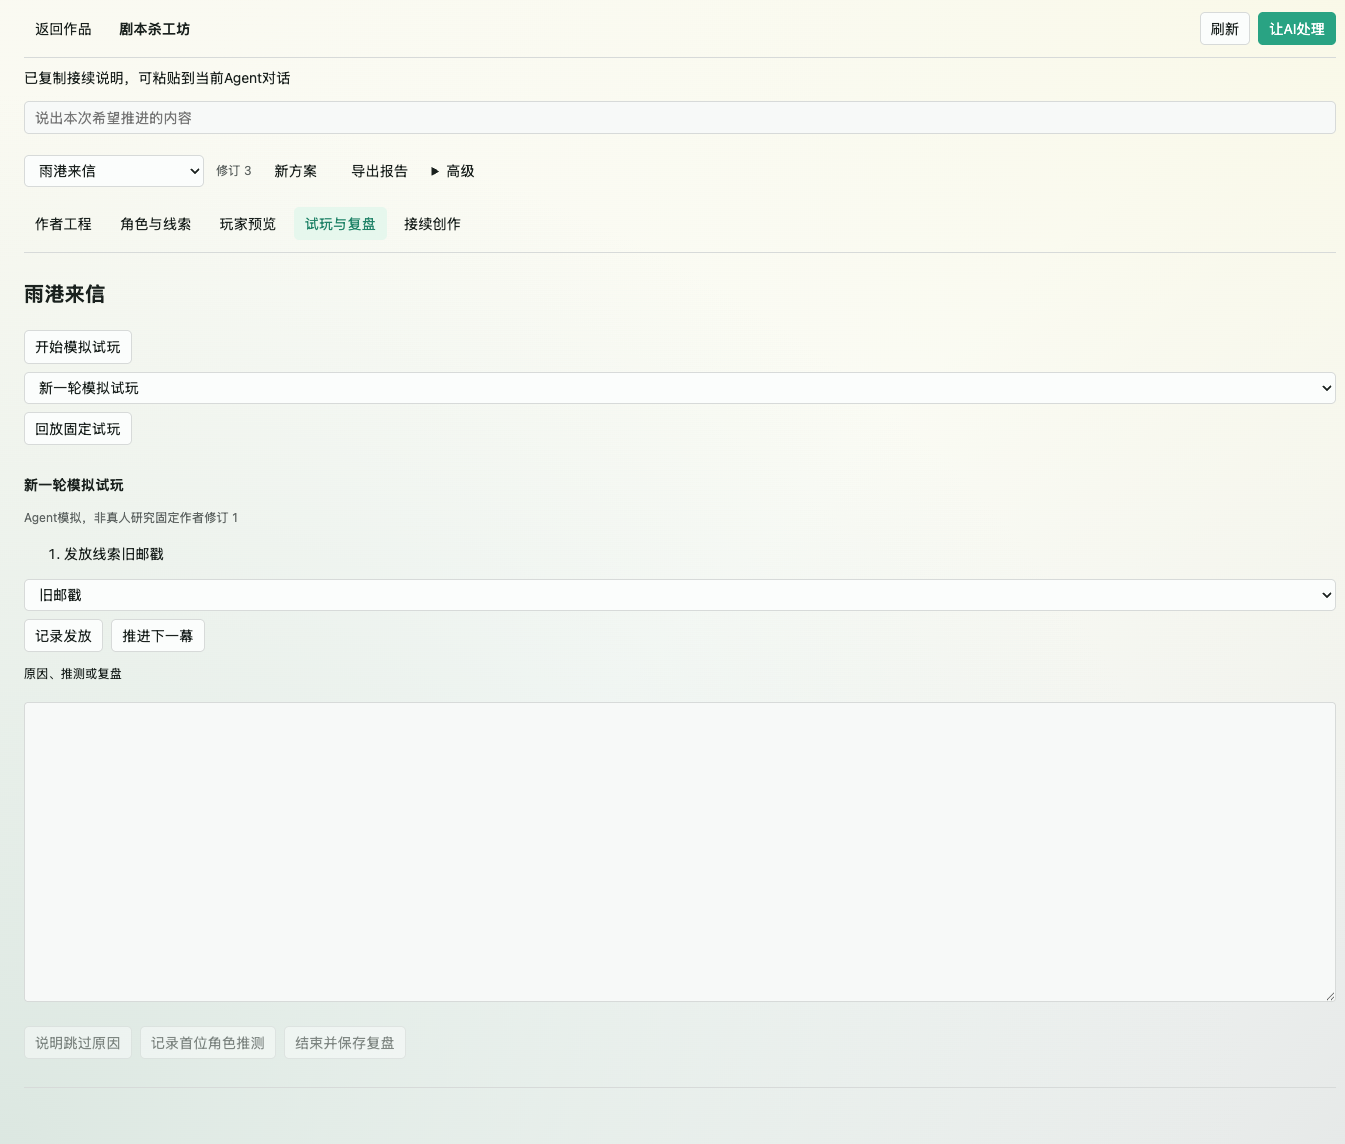 返回作品 剧本杀工坊 刷新 让AI处理
已复制接续说明，可粘贴到当前Agent对话
说出本次希望推进的内容
雨港来信 修订 3 新方案 导出报告 ▶ 高级
作者工程 角色与线索 玩家预览 试玩与复盘 接续创作
雨港来信
开始模拟试玩
新一轮模拟试玩
回放固定试玩
新一轮模拟试玩
Agent模拟，非真人研究固定作者修订 1
1. 发放线索旧邮戳
旧邮戳
记录发放 推进下一幕
原因、推测或复盘
说明跳过原因 记录首位角色推测 结束并保存复盘